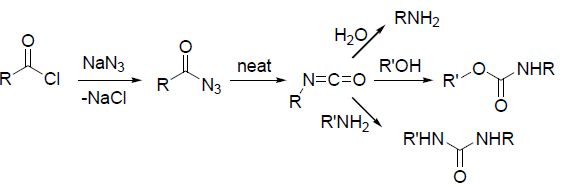 O
R Cl
NaN3
-NaCl
O
R N3
neat
N=C=O
R
H2O
RNH2
R'OH
R' O NHR
O
R'NH2
R'HN NHR
O